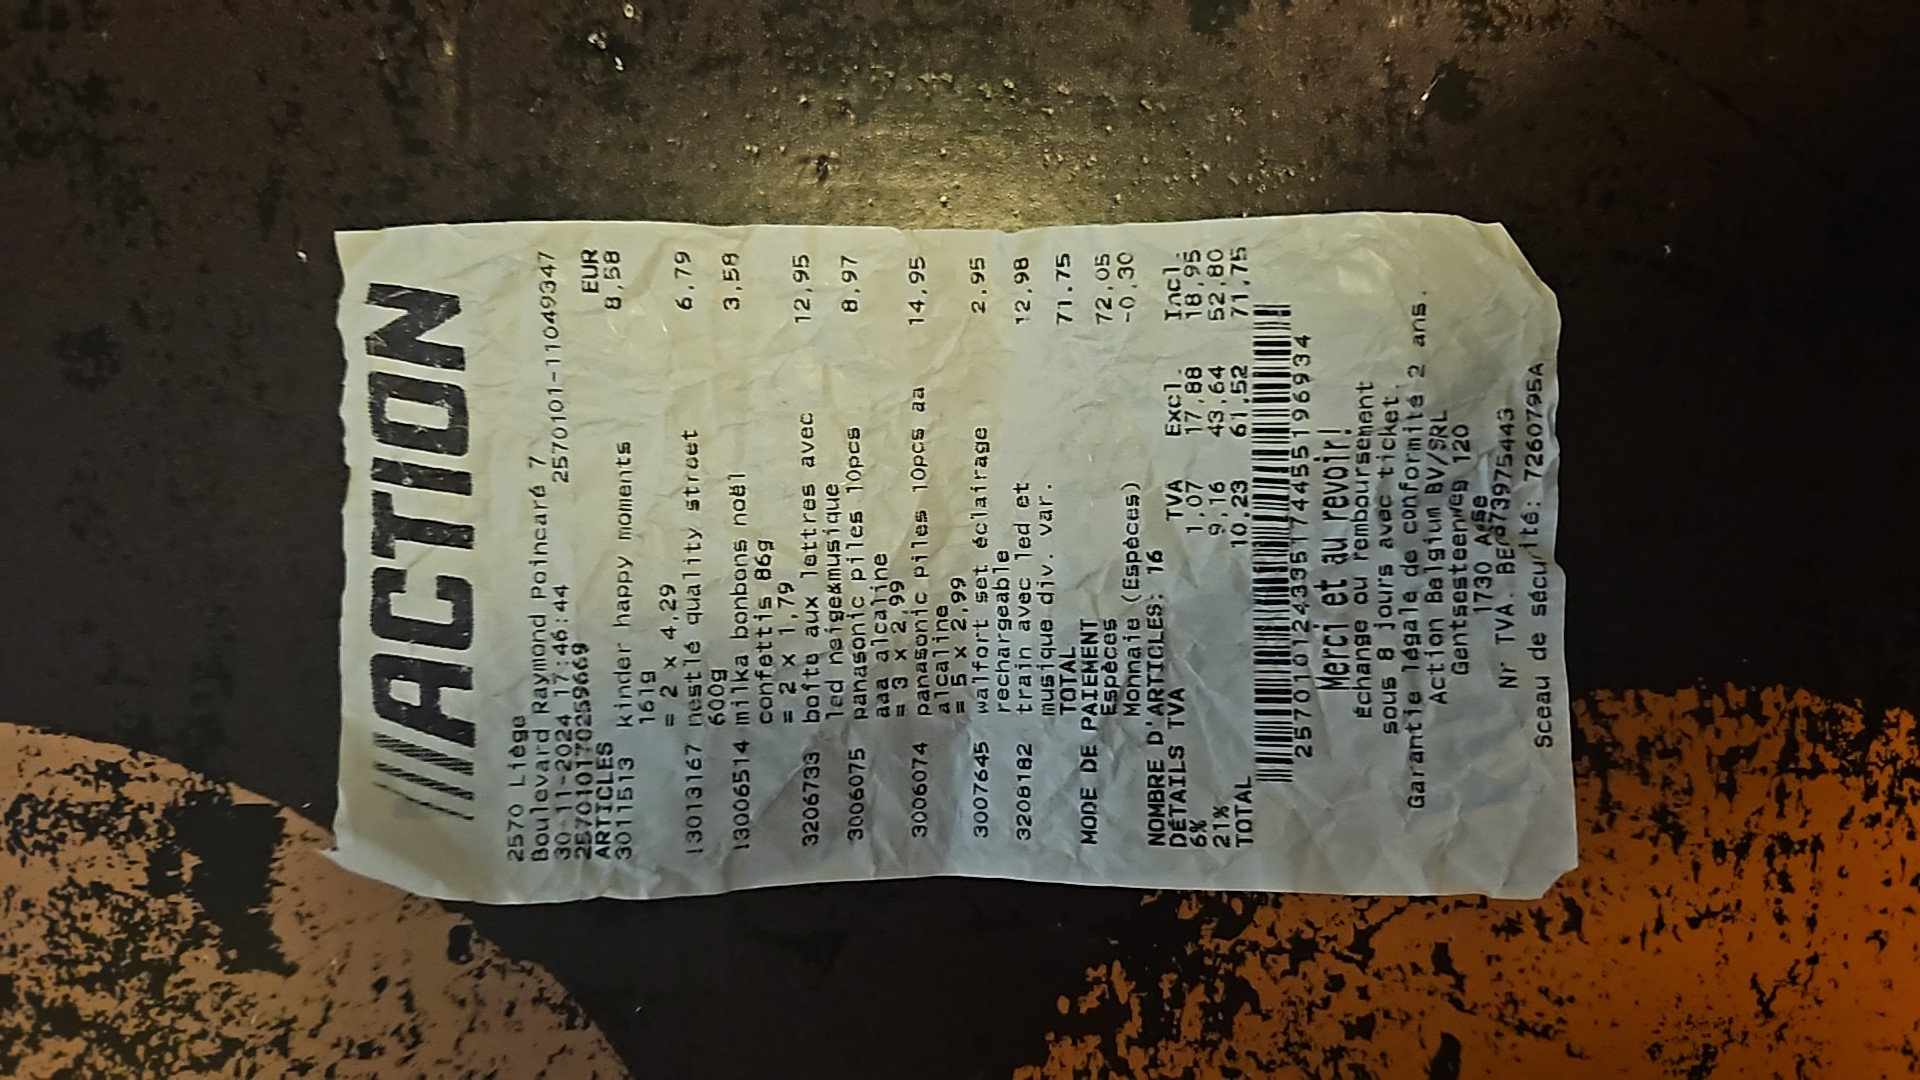 ACTION
2570 Liège
Boulevard Raymond Poincaré 7
30-11-2024 17:46:44 2570101-11049347
2570101770259669
ARTICLES EUR
3011513 kinder happy moments 8,58
161g
= 2 x 4,29
13013167 nestlé quality street 6,79
600g
13006514 milka bonbons noël 3,58
confettis 86g
= 2 x 1,79
3206733 boîte aux lettres avec 12,95
led neige&musique
3006075 panasonic piles 10pcs 8,97
aaa alcaline
= 3 x 2,99
3006074 panasonic piles 10pcs aa 14,95
alcaline
= 5 x 2,99
3007645 walfort set éclairage 2,95
rechargeable
3208182 train avec led et 12,98
musique.div. var.
TOTAL 71,75
MODE DE PAIEMENT
Espèces 72,05
Monnaie (Espèces) -0,30
NOMBRE D'ARTICLES: 16
DÉTAILS TVA TVA Excl. Incl.
6% 1,07 17,88 18,95
21% 9,16 43,64 52,80
TOTAL 10,23 61,52 71,75
Merci et au revoir!
Échange ou remboursement
sous 8 jours avec ticket.
Garantie légale de conformité 2 ans.
Action Belgium BV/SRL
Gentsesteenweg 120
1730 Asse
Nr TVA. BE0739754443
Sceau de sécurité: 7260795A